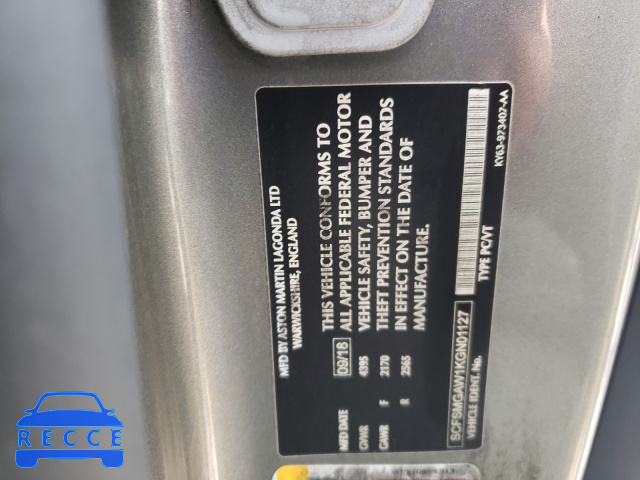 MFD BY ASTON MARTIN LAGONDA LTD
WARWICKSHIRE, ENGLAND
THIS VEHICLE CONFORMS TO
ALL APPLICABLE FEDERAL MOTOR
VEHICLE SAFETY, BUMPER AND
THEFT PREVENTION STANDARDS
IN EFFECT ON THE DATE OF
MANUFACTURE.
MFD DATE 09/18
GVWR 4395
GAWR F 2170
R 2565
SCFSMGAW1KGN01127
VEHICLE IDENT. No.
TYPE PC/VT
KY63-973407-AA
RECCE